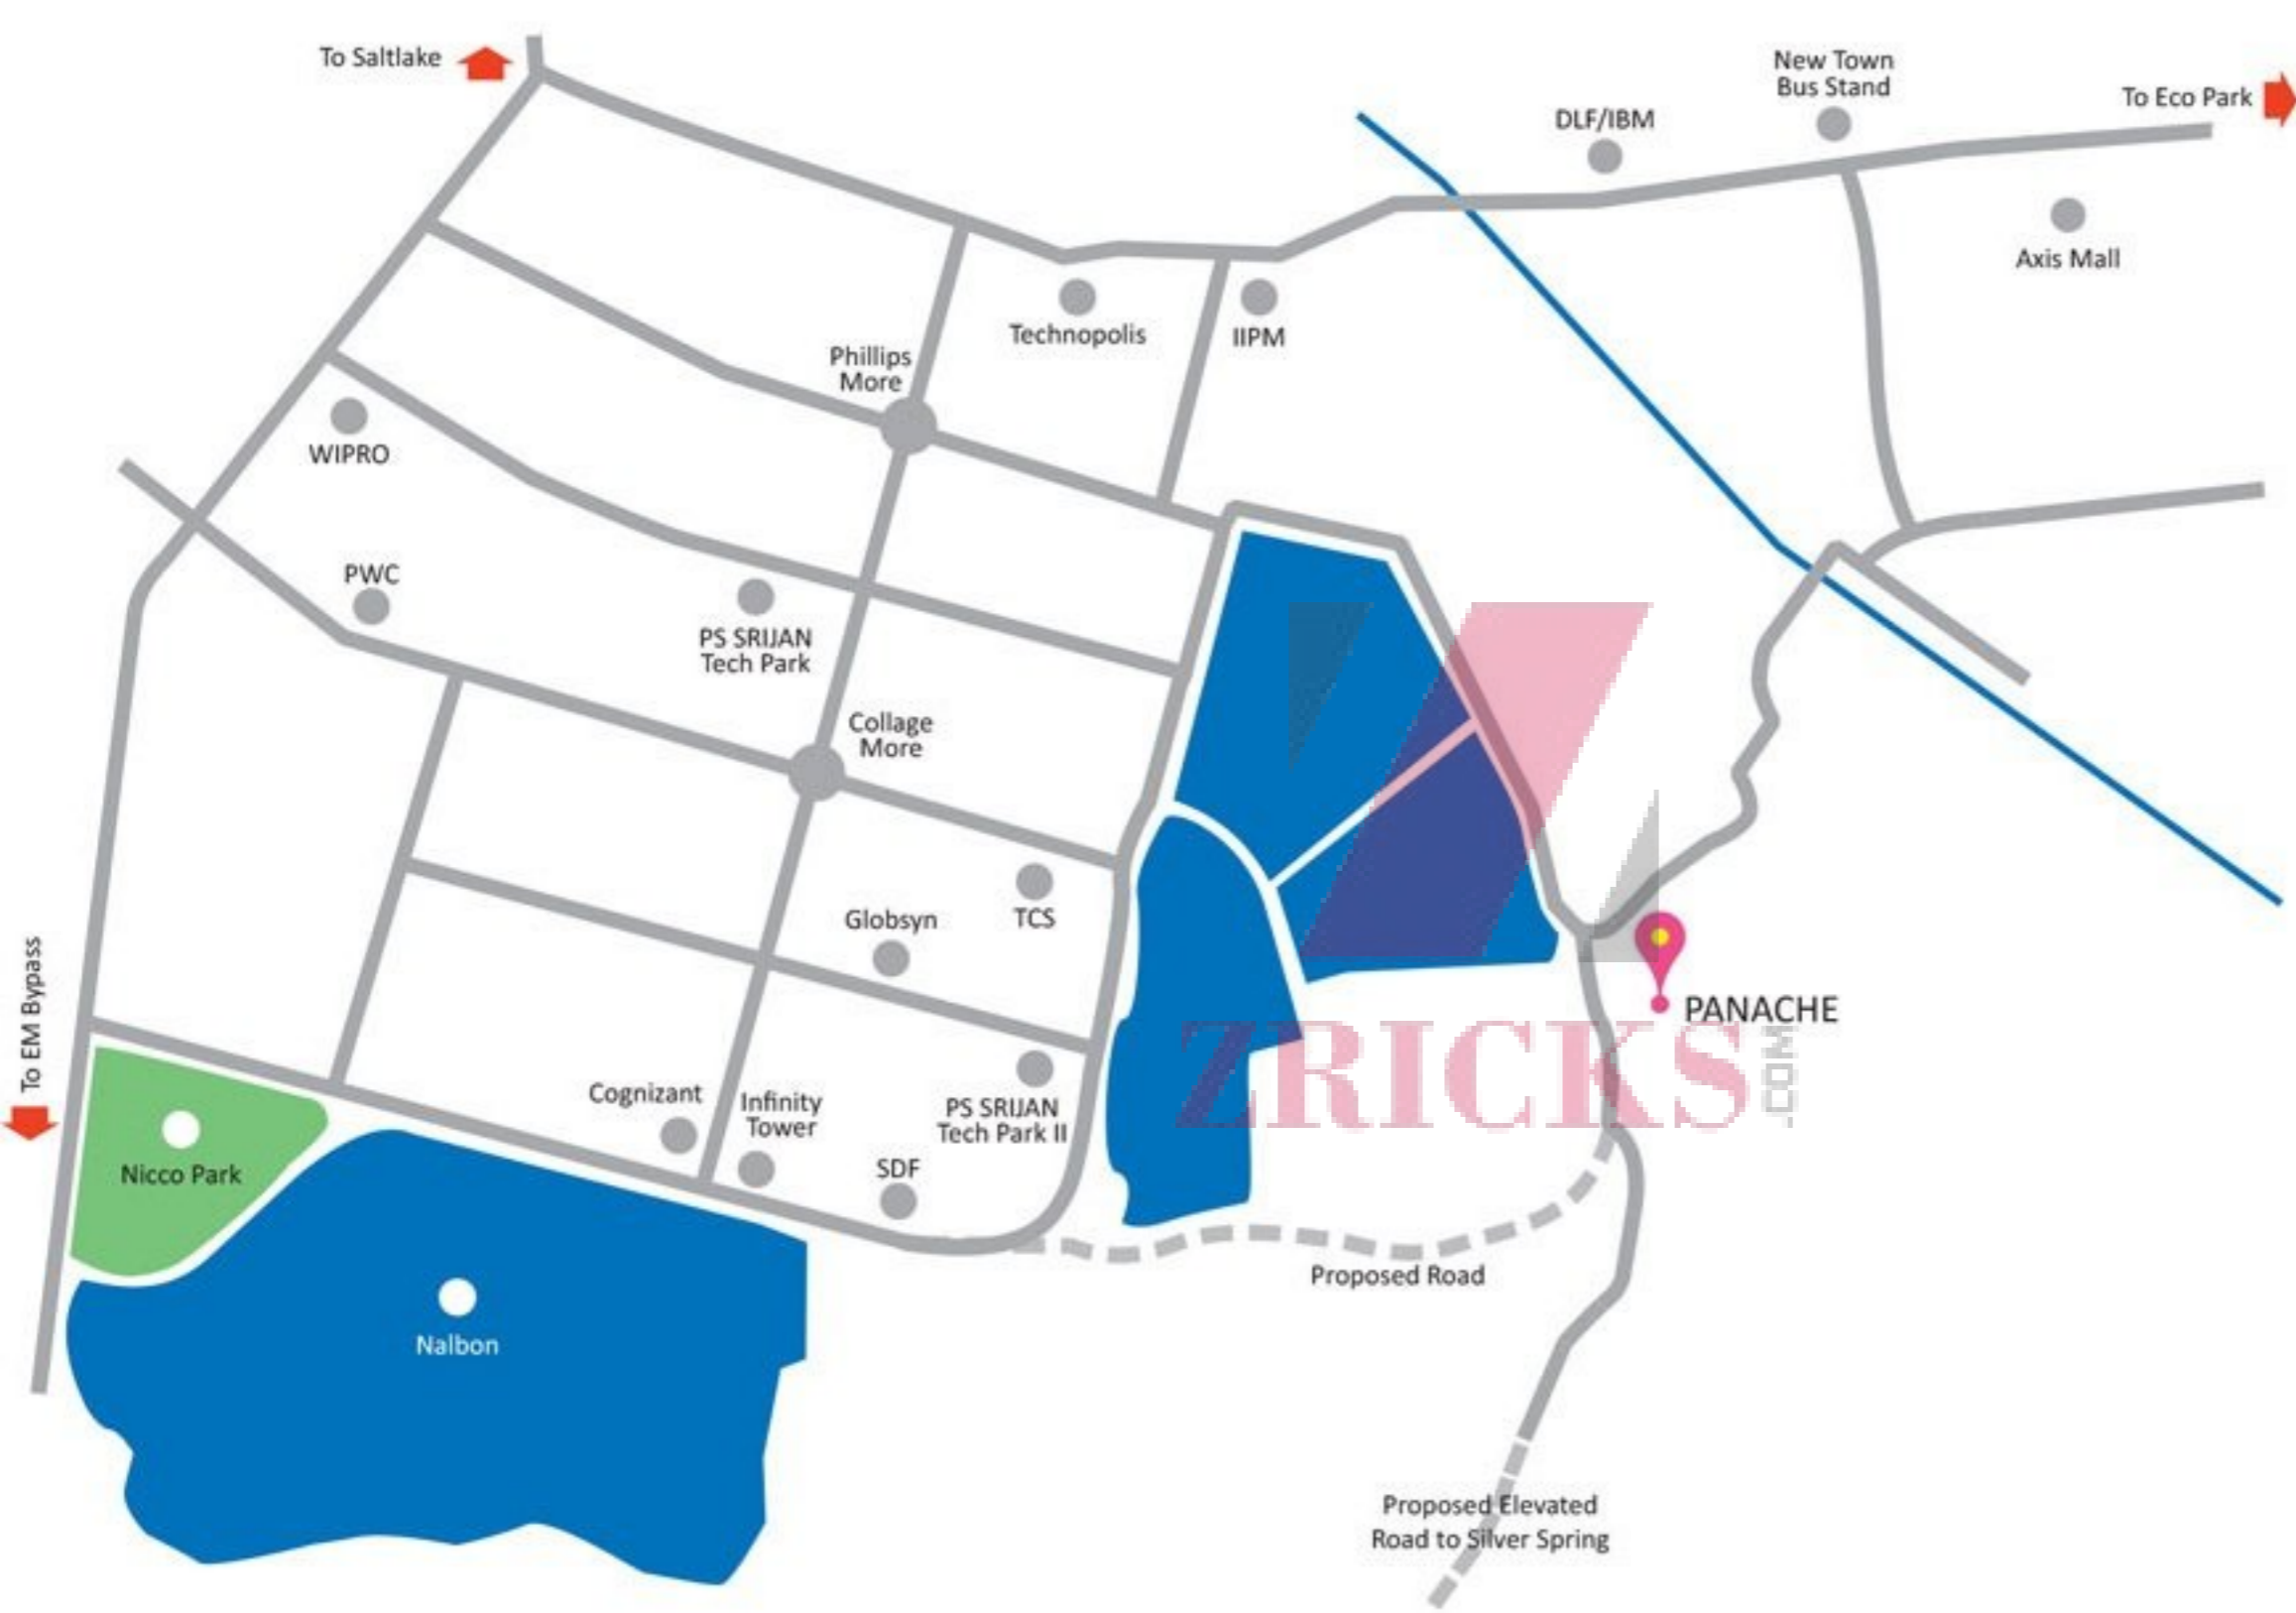 To Saltlake
New Town
Bus Stand
To Eco Park
DLF/IBM
Axis Mall
Technopolis
IIPM
Phillips
More
WIPRO
PWC
PS SRIJAN
Tech Park
Collage
More
TCS
Globsyn
To EM Bypass
PANACHE
ZRICKS
.COM
Cognizant
Infinity
Tower
PS SRIJAN
Tech Park II
SDF
Nicco Park
Proposed Road
Nalbon
Proposed Elevated
Road to Silver Spring